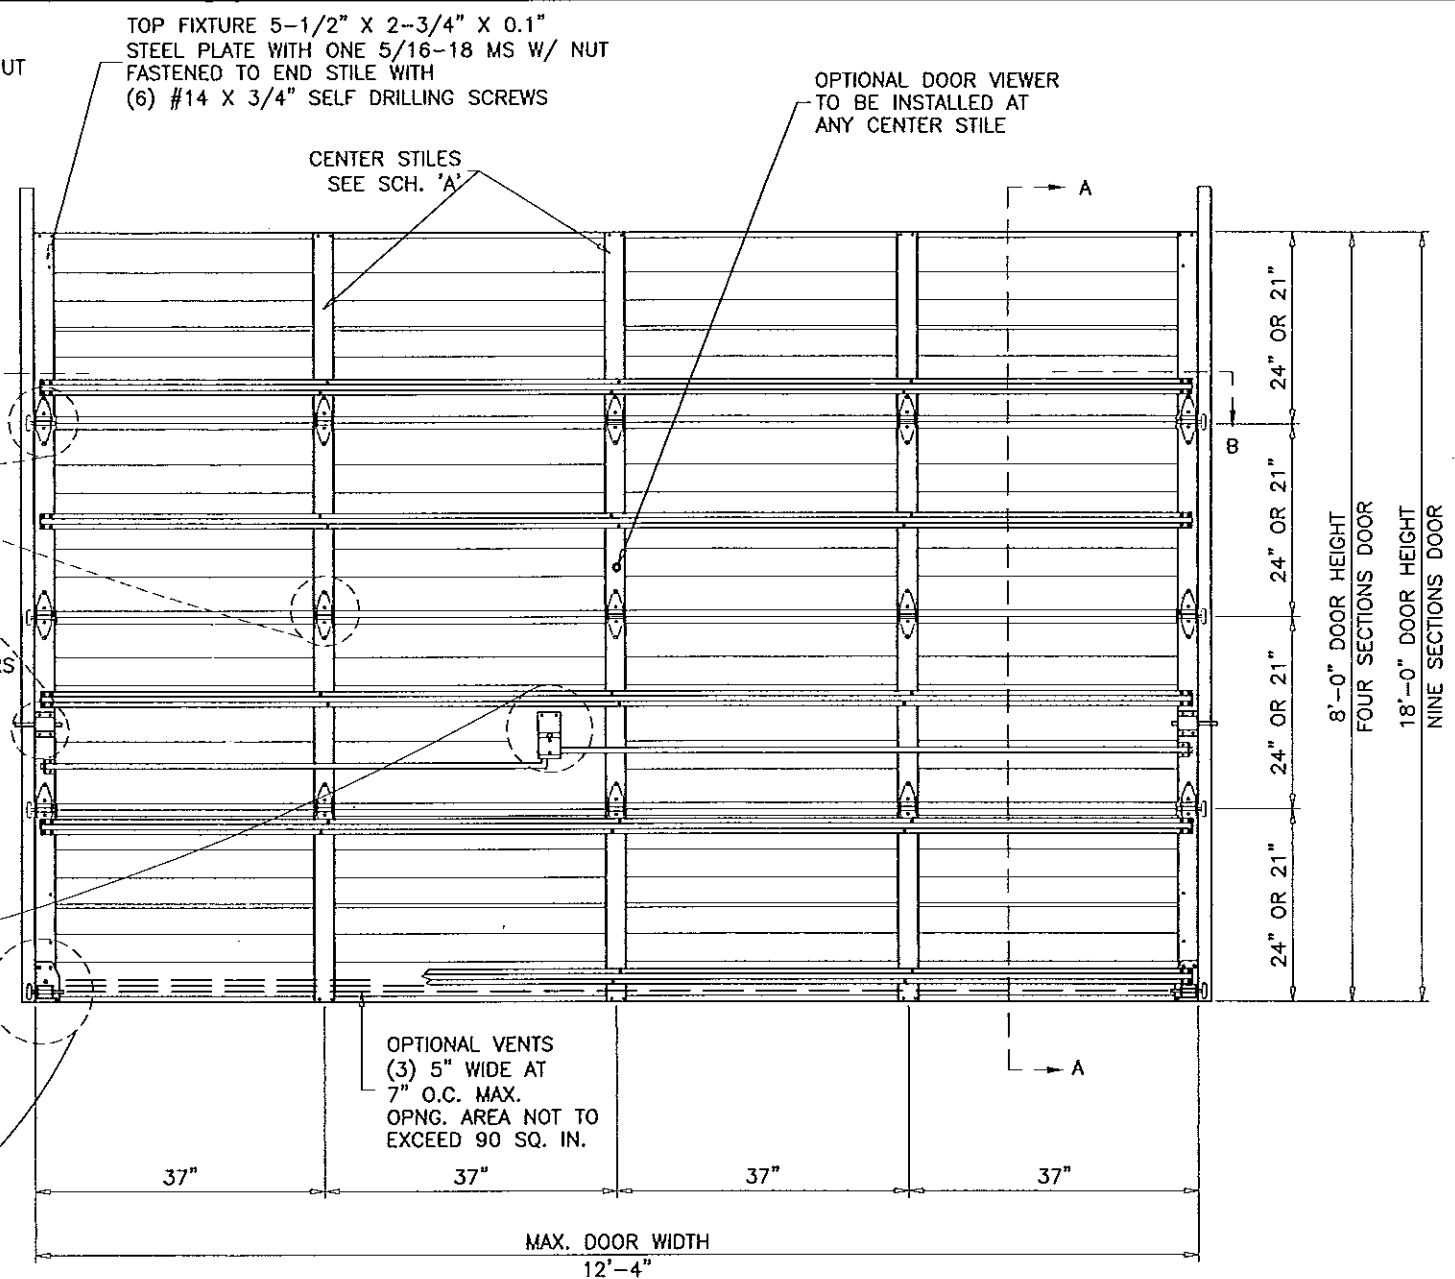 TOP FIXTURE 5-1/2" X 2-3/4" X 0.1"
STEEL PLATE WITH ONE 5/16-18 MS W/ NUT
FASTENED TO END STILE WITH
(6) #14 X 3/4" SELF DRILLING SCREWS
UT
OPTIONAL DOOR VIEWER
TO BE INSTALLED AT
ANY CENTER STILE
CENTER STILES
SEE SCH. 'A'
A
B
24" OR 21"
24" OR 21"
24" OR 21"
24" OR 21"
8'-0" DOOR HEIGHT
FOUR SECTIONS DOOR
18'-0" DOOR HEIGHT
NINE SECTIONS DOOR
RS
OPTIONAL VENTS
(3) 5" WIDE AT
7" O.C. MAX.
OPNG. AREA NOT TO
EXCEED 90 SQ. IN.
A
37"
37"
37"
37"
MAX. DOOR WIDTH
12'-4"